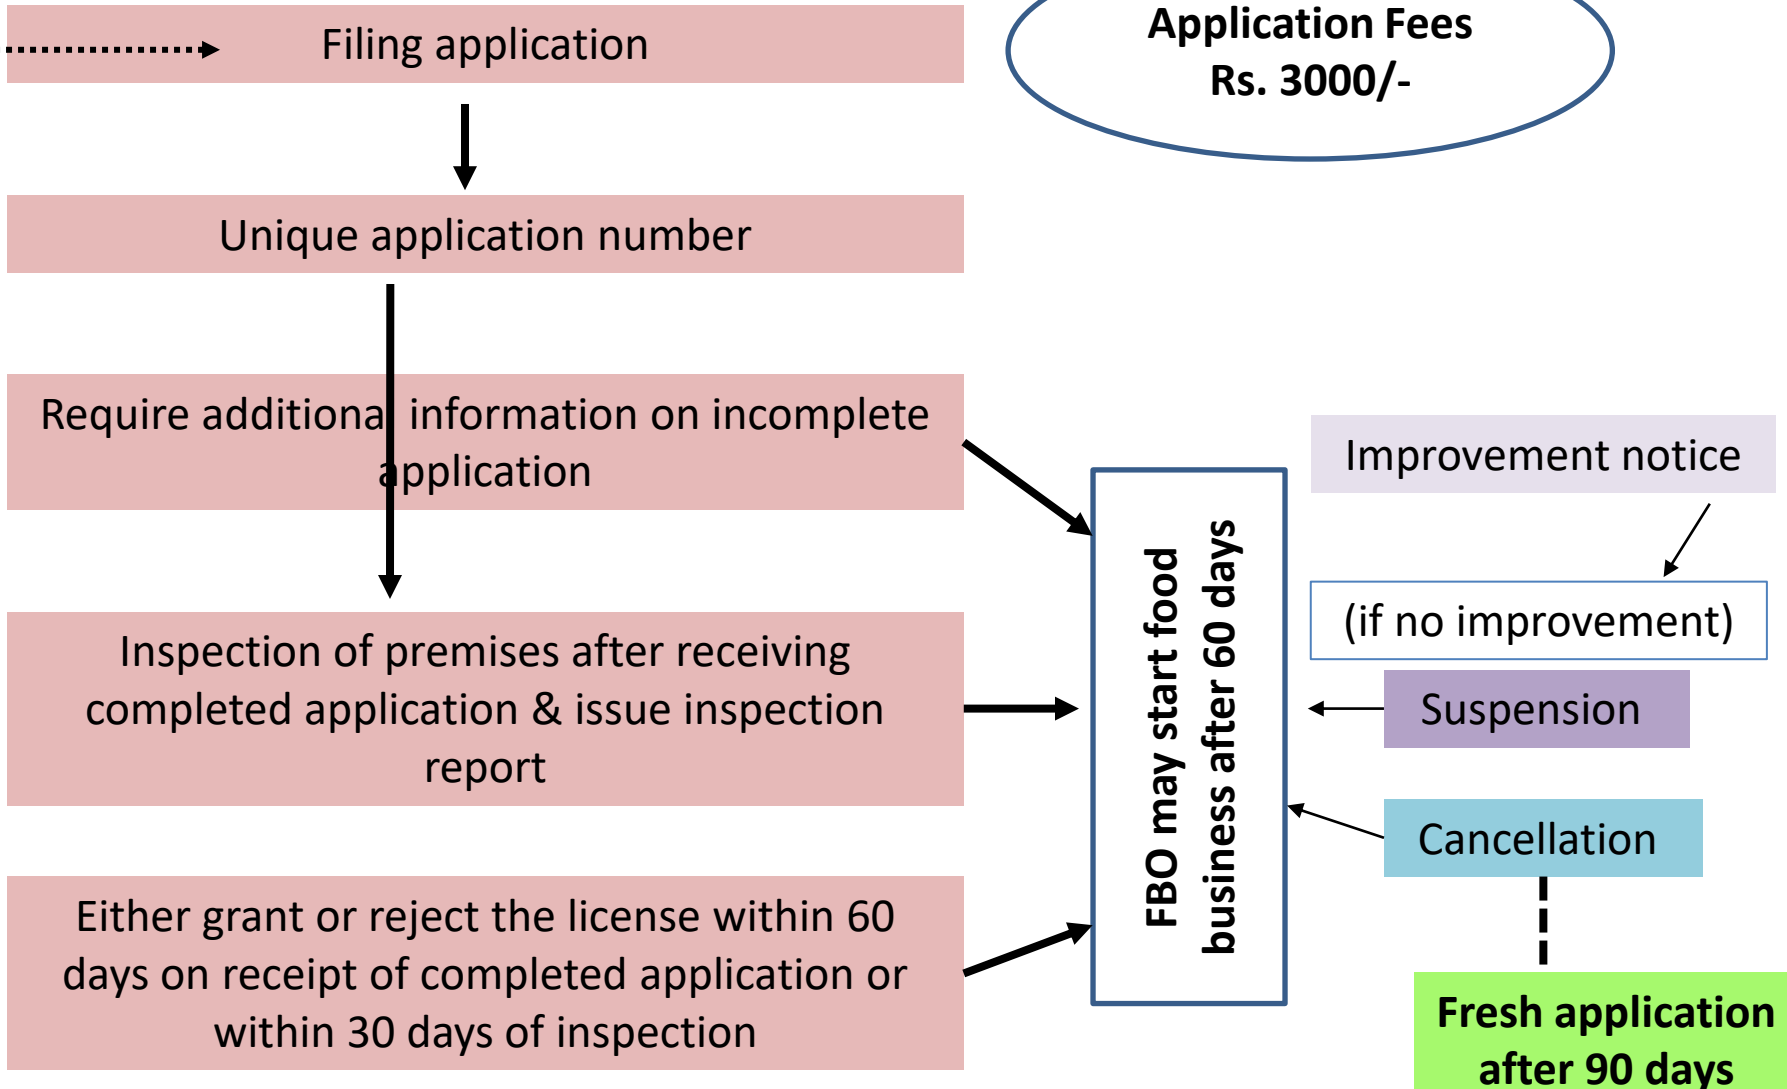 Filing application
Application Fees
Rs. 3000/-
Unique application number
Require additional information on incomplete
application
Inspection of premises after receiving
completed application & issue inspection
report
Either grant or reject the license within 60
days on receipt of completed application or
within 30 days of inspection
FBO may start food
business after 60 days
Improvement notice
(if no improvement)
Suspension
Cancellation
Fresh application
after 90 days